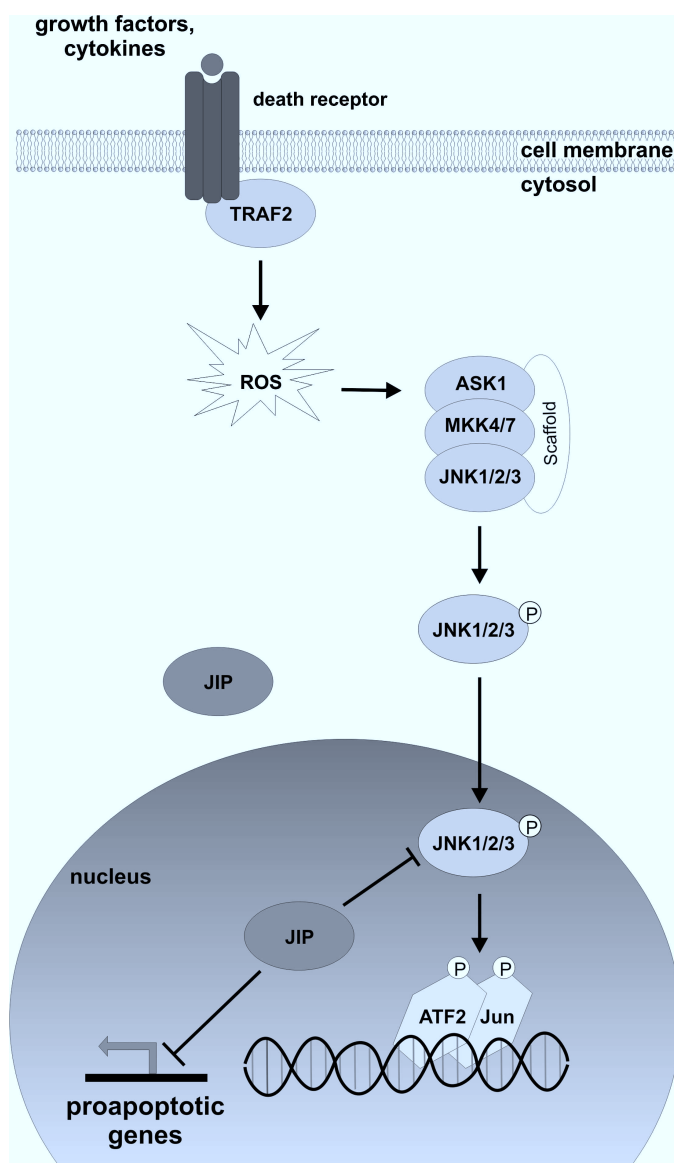 growth factors,
cytokines
death receptor
cell membrane
cytosol
TRAF2
ROS
ASK1
MKK4/7
JNK1/2/3
Scaffold
P
JNK1/2/3
JIP
P
JNK1/2/3
nucleus
JIP
P
P
ATF2
Jun
proapoptotic
genes